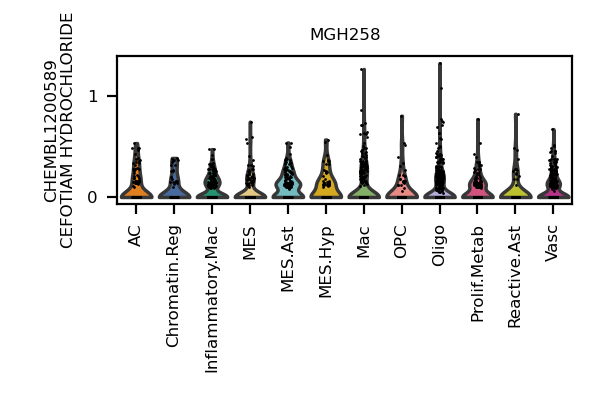 MGH258
CHEMBL1200589
CEFOTIAM HYDROCHLORIDE
1
0
AC
Chromatin.Reg
Inflammatory.Mac
MES
MES.Ast
MES.Hyp
Mac
OPC
Oligo
Prolif.Metab
Reactive.Ast
Vasc